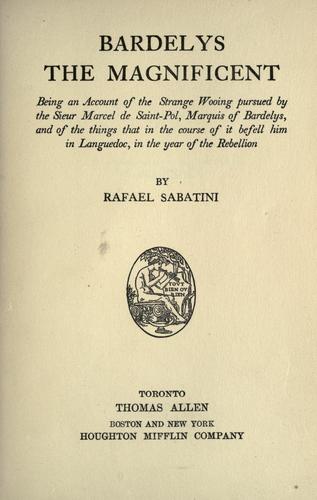 BARDELYS
THE MAGNIFICENT
Being an Account of the Strange Wooing pursued by
the Sieur Marcel de Saint-Pol, Marquis of Bardelys,
and of the things that in the course of it befell him
in Languedoc, in the year of the Rebellion
BY
RAFAEL SABATINI
TOVT
BIEN OV
RIEN
TORONTO
THOMAS ALLEN
BOSTON AND NEW YORK
HOUGHTON MIFFLIN COMPANY